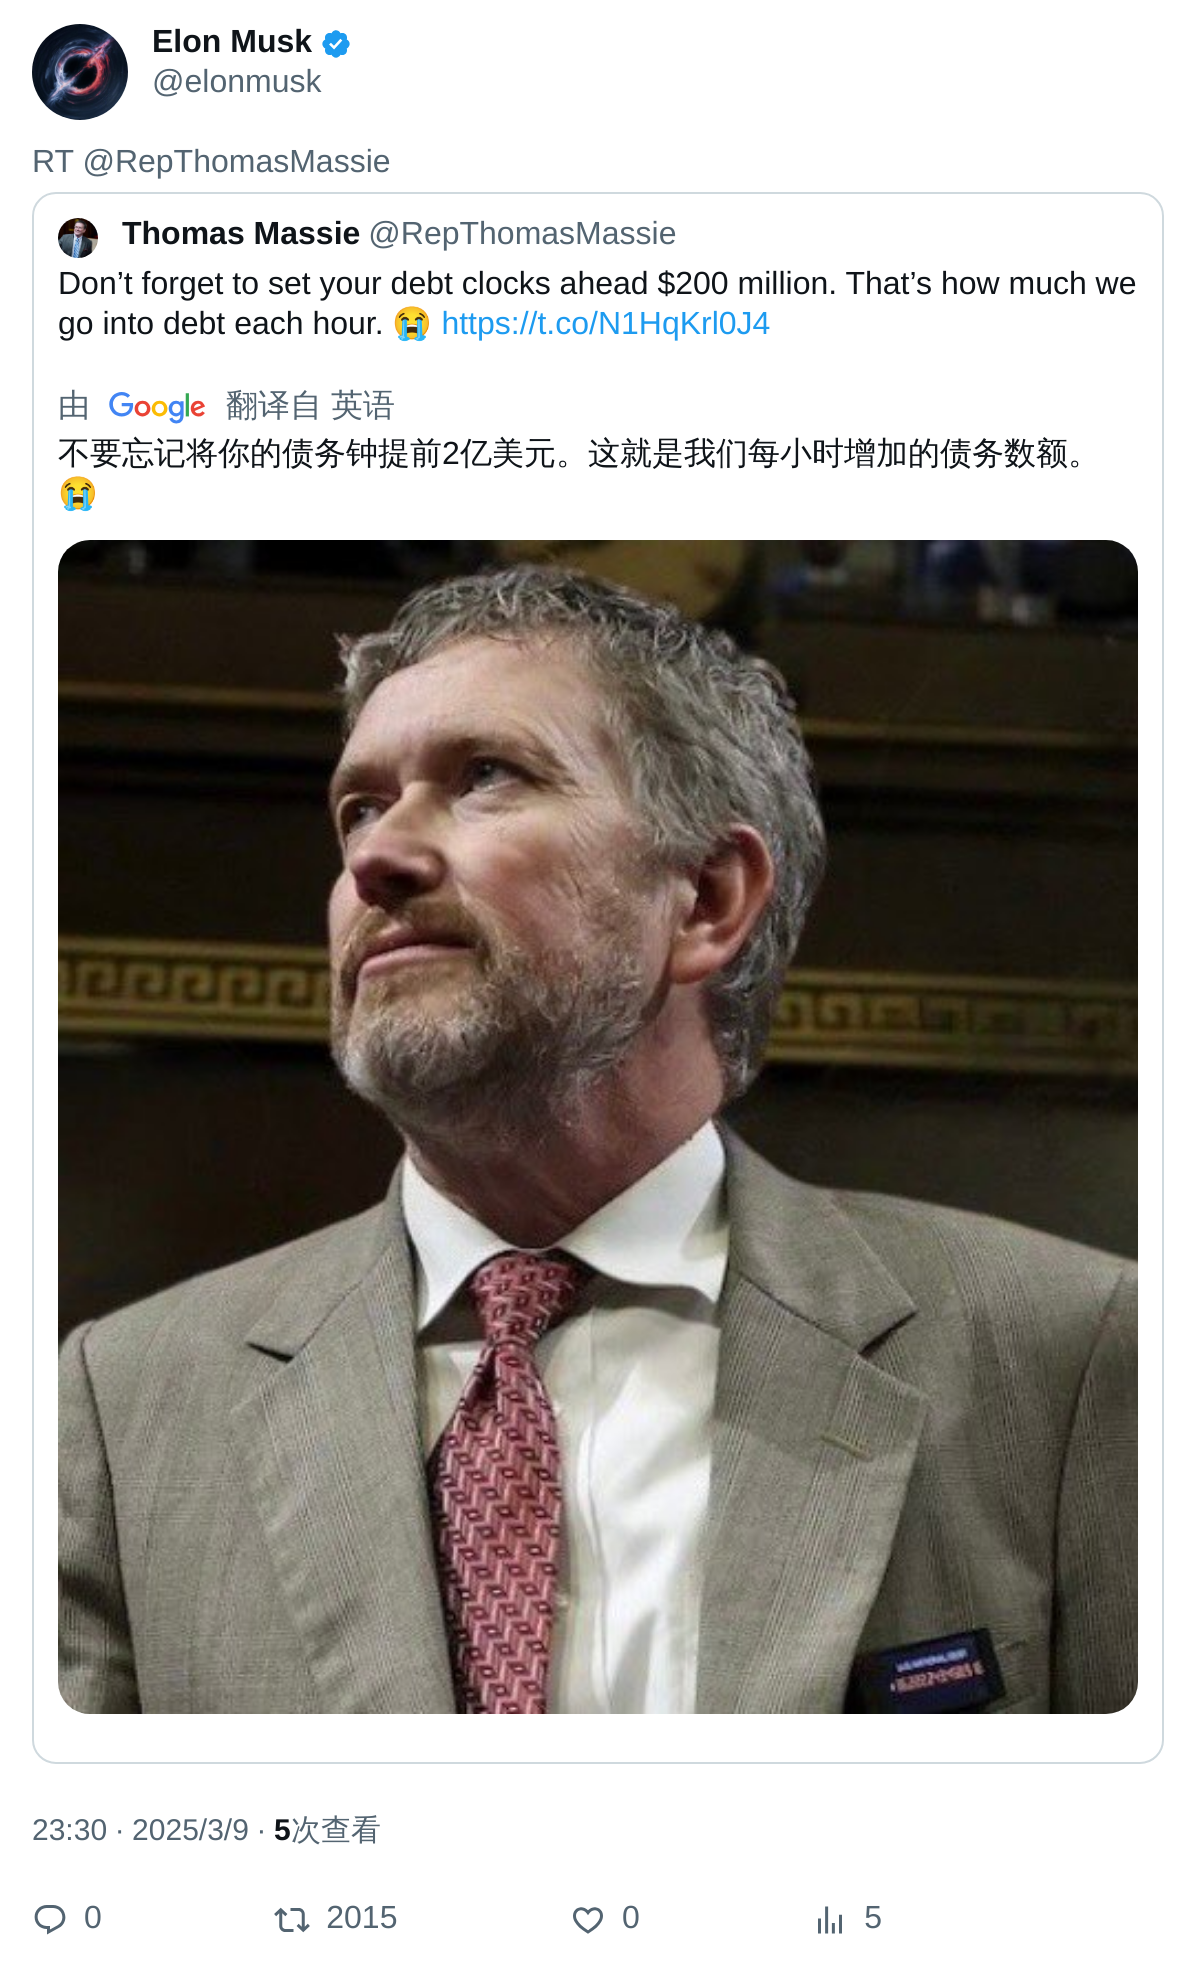 Elon Musk
@elonmusk
RT @RepThomasMassie
Thomas Massie @RepThomasMassie
Don’t forget to set your debt clocks ahead $200 million. That’s how much we
go into debt each hour. 😭 https://t.co/N1HqKrl0J4
由 Google 翻译自 英语
不要忘记将你的债务钟提前2亿美元。这就是我们每小时增加的债务数额。
😭
23:30 · 2025/3/9 · 5次查看
0 2015 0 5